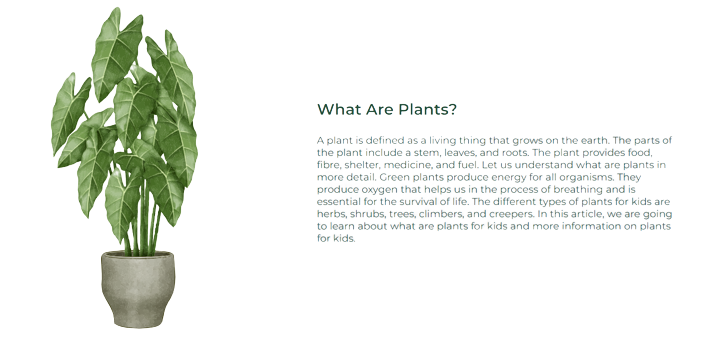 What Are Plants?
A plant is defined as a living thing that grows on the earth. The parts of
the plant include a stem, leaves, and roots. The plant provides food,
fibre, shelter, medicine, and fuel. Let us understand what are plants in
more detail. Green plants produce energy for all organisms. They
produce oxygen that helps us in the process of breathing and is
essential for the survival of life. The different types of plants for kids are
herbs, shrubs, trees, climbers, and creepers. In this article, we are going
to learn about what are plants for kids and more information on plants
for kids.